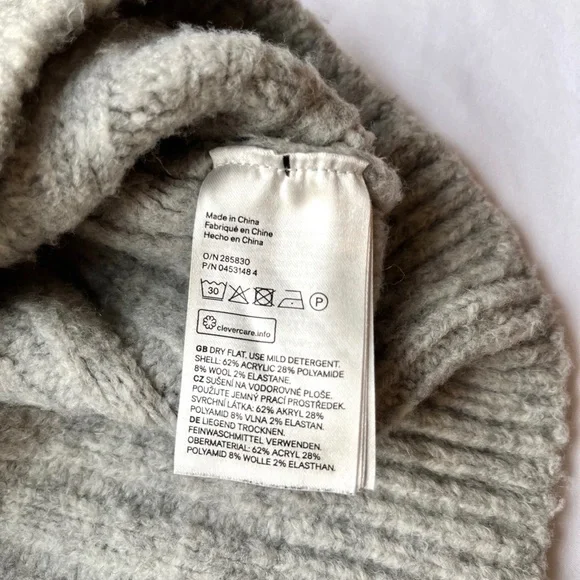 Made in China
Fabriqué en Chine
Hecho en China
O/N 285830
P/N 0453148 4
30 P
clevercare.info
GB DRY FLAT. USE MILD DETERGENT.
SHELL: 62% ACRYLIC 28% POLYAMIDE
8% WOOL 2% ELASTANE.
CZ SUŠENÍ NA VODOROVNÉ PLOŠE.
POUŽIJTE JEMNÝ PRACÍ PROSTŘEDEK.
SVRCHNÍ LÁTKA: 62% AKRYL 28%
POLYAMID 8% VLNA 2% ELASTAN.
DE LIEGEND TROCKNEN.
FEINWASCHMITTEL VERWENDEN.
OBERMATERIAL: 62% ACRYL 28%
POLYAMID 8% WOLLE 2% ELASTHAN.